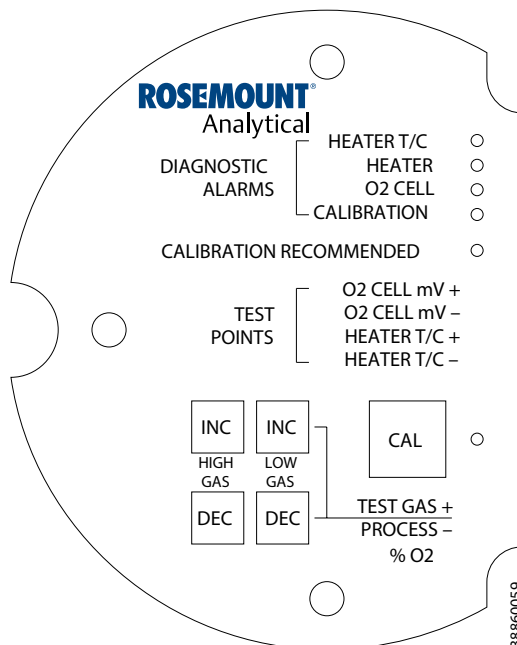 ROSEMOUNT®
Analytical
DIAGNOSTIC
ALARMS
HEATER T/C
HEATER
O2 CELL
CALIBRATION
CALIBRATION RECOMMENDED
TEST
POINTS
O2 CELL mV +
O2 CELL mV –
HEATER T/C +
HEATER T/C –
INC INC
HIGH GAS
LOW GAS
DEC DEC
CAL
TEST GAS +
PROCESS –
% O2
38860059